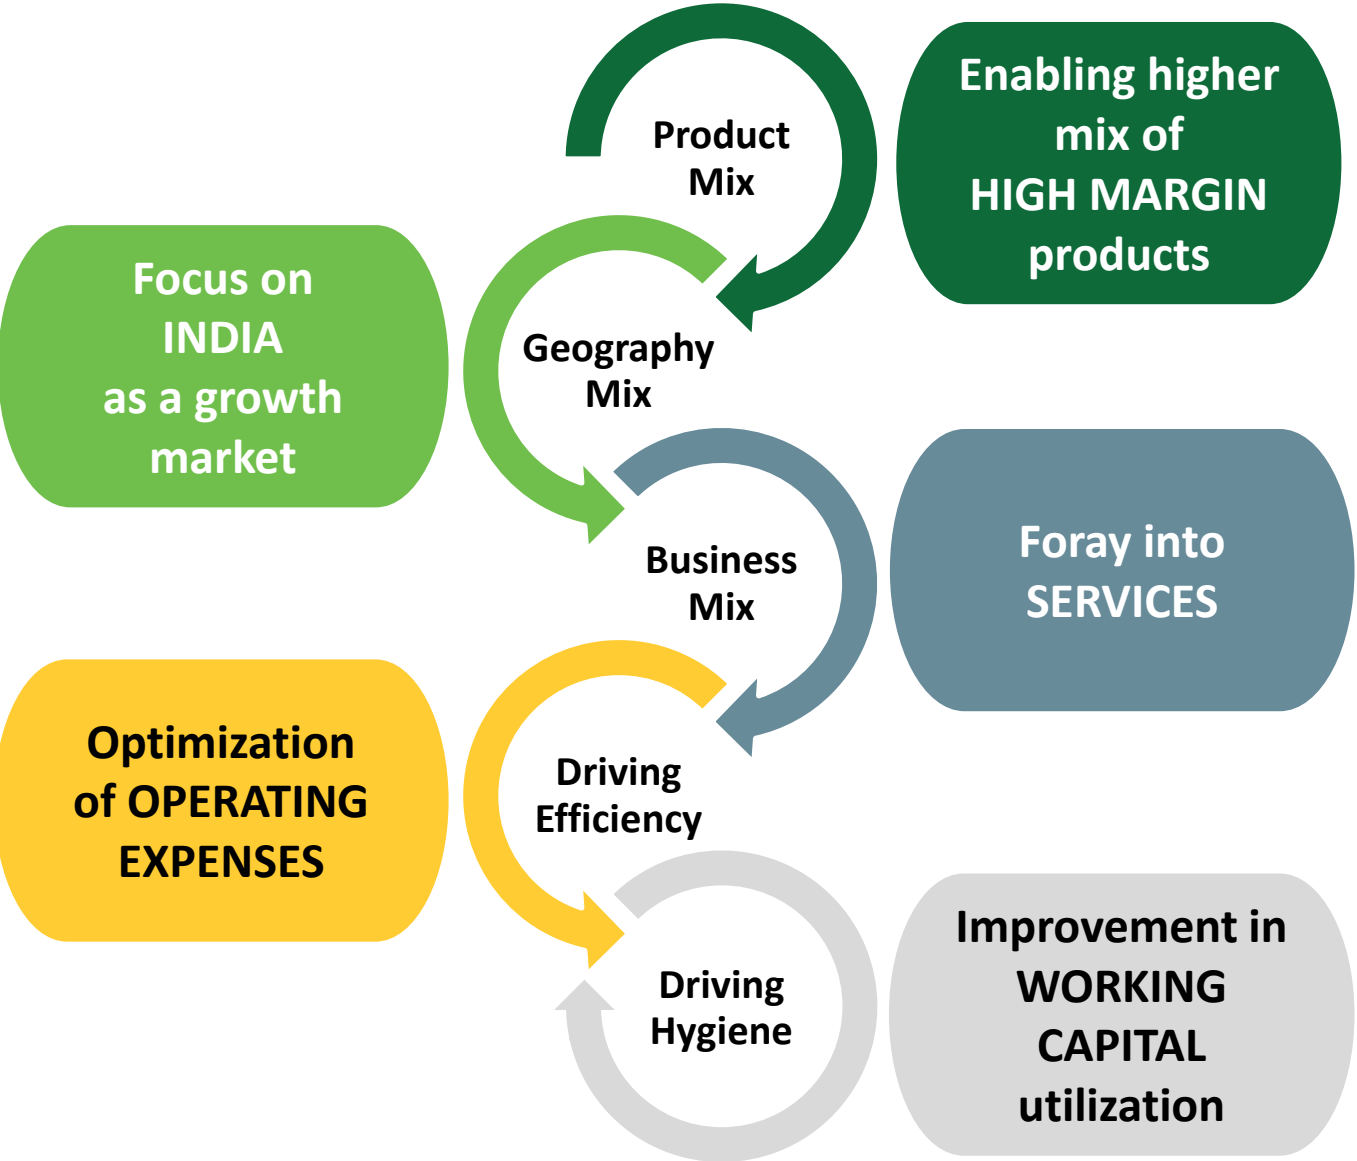 Product
Mix
Enabling higher
mix of
HIGH MARGIN
products
Focus on
INDIA
as a growth
market
Geography
Mix
Business
Mix
Foray into
SERVICES
Optimization
of OPERATING
EXPENSES
Driving
Efficiency
Driving
Hygiene
Improvement in
WORKING
CAPITAL
utilization